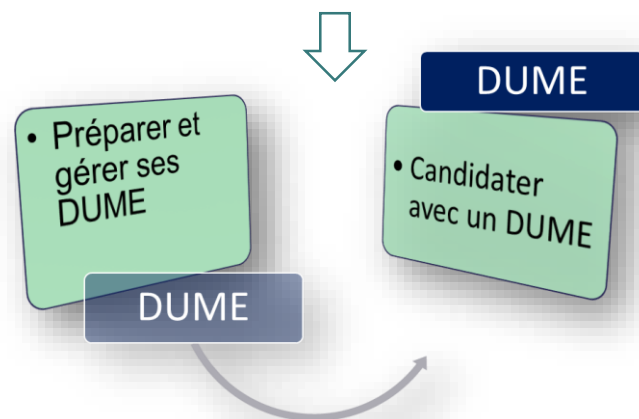 • Préparer et
gérer ses
DUME
DUME
DUME
• Candidater
avec un DUME